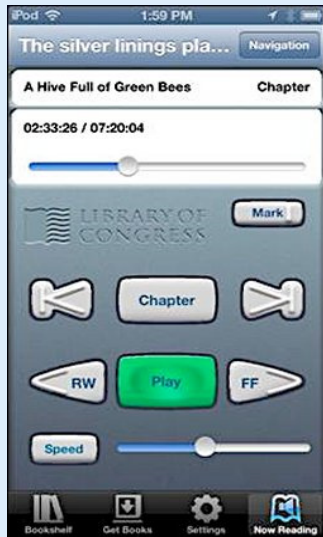 iPod 1:59 PM
The silver linings pla... Navigation
A Hive Full of Green Bees Chapter
02:33:26 / 07:20:04
LIBRARY OF Mark
CONGRESS
Chapter
RW Play FF
Speed
Bookshelf Get Books Settings Now Reading